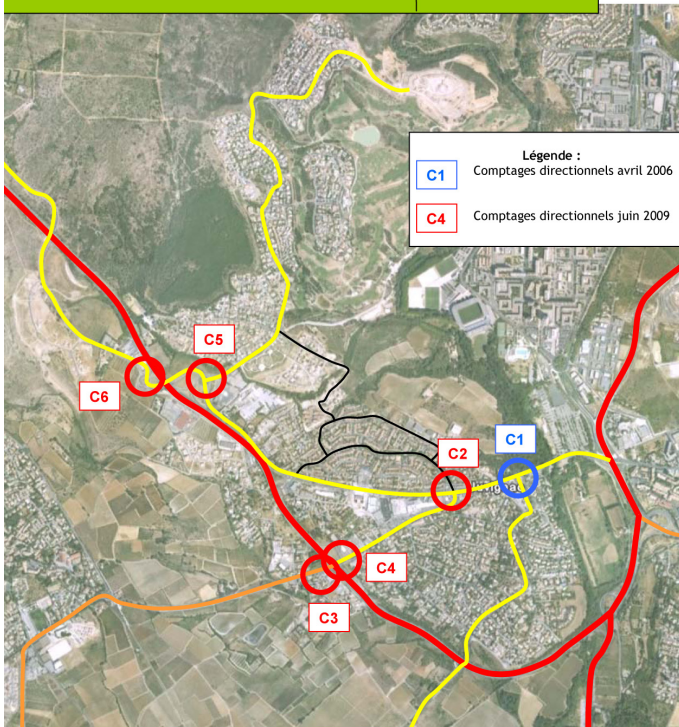 Légende :
C1 Comptages directionnels avril 2006
C4 Comptages directionnels juin 2009
C5
C6
C2
C1
C4
C3